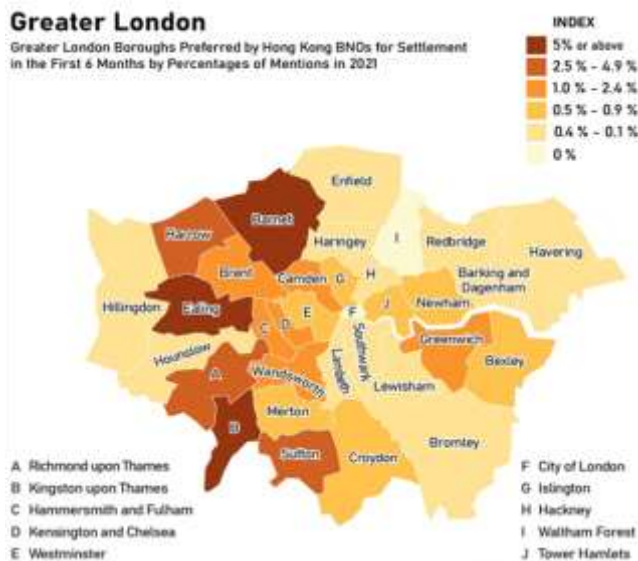 Greater London
Greater London Boroughs Preferred by Hong Kong BNOs for Settlement
in the First 6 Months by Percentages of Mentions in 2021
INDEX
5% or above
2.5 % - 4.9 %
1.0 % - 2.4 %
0.5 % - 0.9 %
0.4 % - 0.1 %
0 %
Enfield
Barnet
Harrow
Haringey
I
Redbridge
Havering
Brent
Camden
G
H
Barking and
Dagenham
Hillingdon
Ealing
C
D
E
F
J
Newham
Hounslow
Southwark
Lambeth
Greenwich
Bexley
A
Wandsworth
Lewisham
B
Merton
Sutton
Croydon
Bromley
A Richmond upon Thames
B Kingston upon Thames
C Hammersmith and Fulham
D Kensington and Chelsea
E Westminster
F City of London
G Islington
H Hackney
I Waltham Forest
J Tower Hamlets